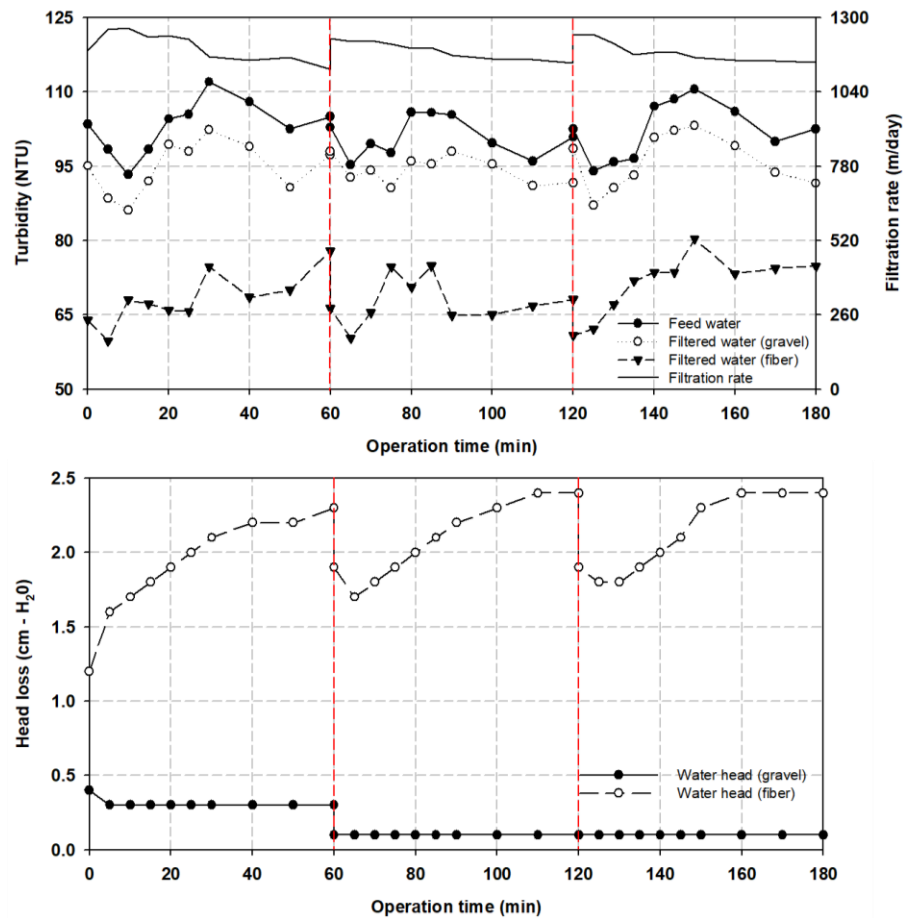 125
110
95
80
65
50
Turbidity (NTU)
1300
1040
780
520
260
0
Filtration rate (m/day)
Feed water
Filtered water (gravel)
Filtered water (fiber)
Filtration rate
0 20 40 60 80 100 120 140 160 180
Operation time (min)
2.5
2.0
1.5
1.0
0.5
0.0
Head loss (cm - H₂0)
Water head (gravel)
Water head (fiber)
0 20 40 60 80 100 120 140 160 180
Operation time (min)